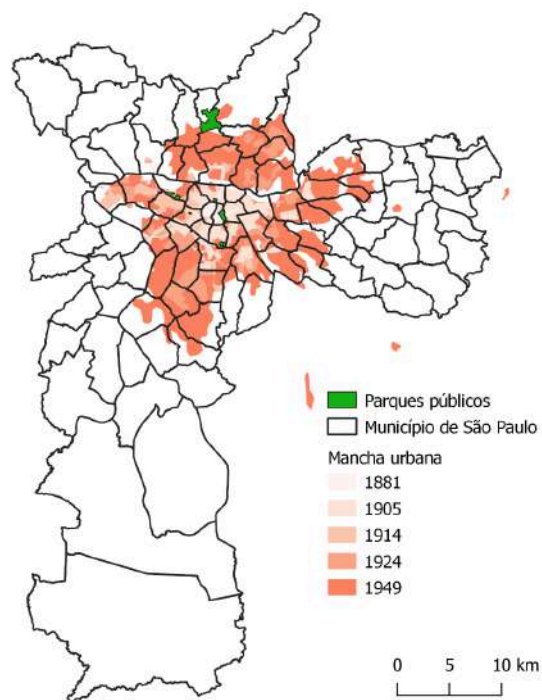 Parques públicos
Município de São Paulo
Mancha urbana
1881
1905
1914
1924
1949
0 5 10 km